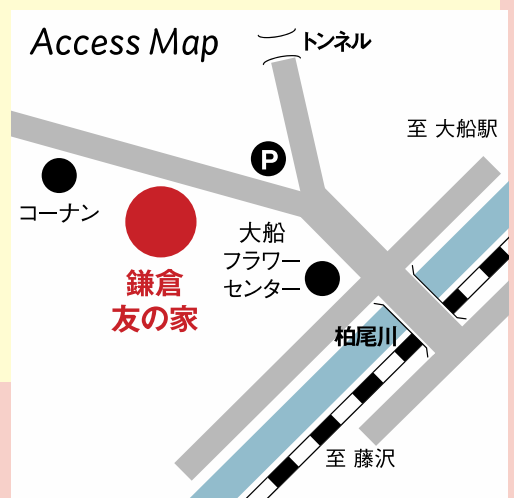 Access Map
トンネル
至 大船駅
P
コーナン
大船
フラワー
センター
鎌倉
友の家
柏尾川
至 藤沢